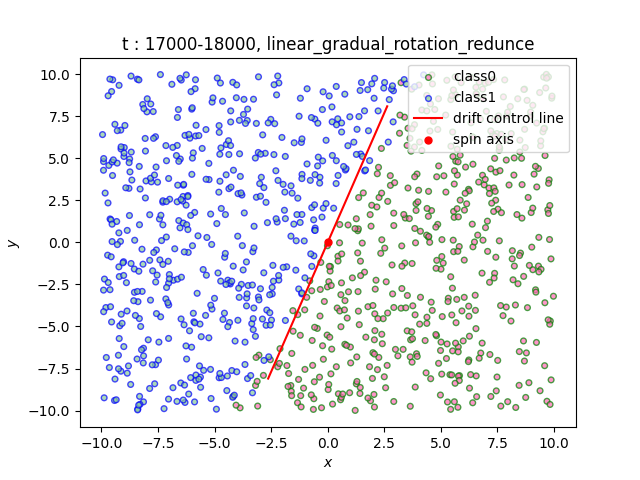 t : 17000-18000, linear_gradual_rotation_redunce
class0
class1
drift control line
spin axis
10.0
7.5
5.0
2.5
0.0
−2.5
−5.0
−7.5
−10.0
y
−10.0 −7.5 −5.0 −2.5 0.0 2.5 5.0 7.5 10.0
x